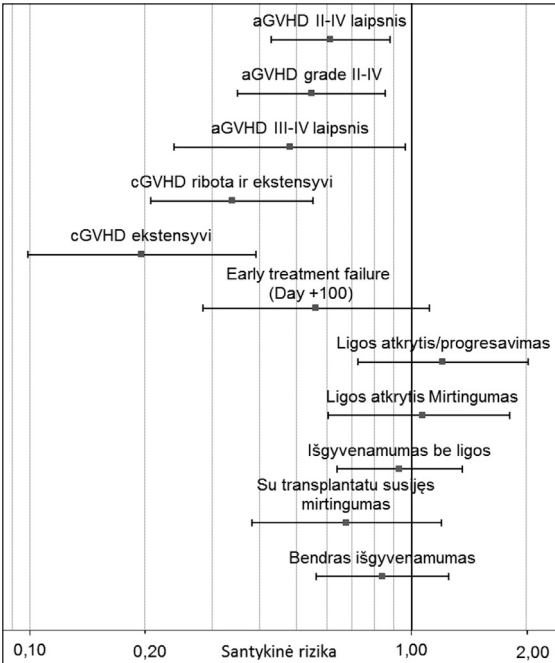 aGVHD II-IV laipsnis
aGVHD grade II-IV
aGVHD III-IV laipsnis
cGVHD ribota ir ekstensyvi
cGVHD ekstensyvi
Early treatment failure
(Day +100)
Ligos atkrytis/progresavimas
Ligos atkrytis Mirtingumas
Išgyvenamumas be ligos
Su transplantatu susijęs
mirtingumas
Bendras išgyvenamumas
0,10 0,20 Santykinė rizika 1,00 2,00